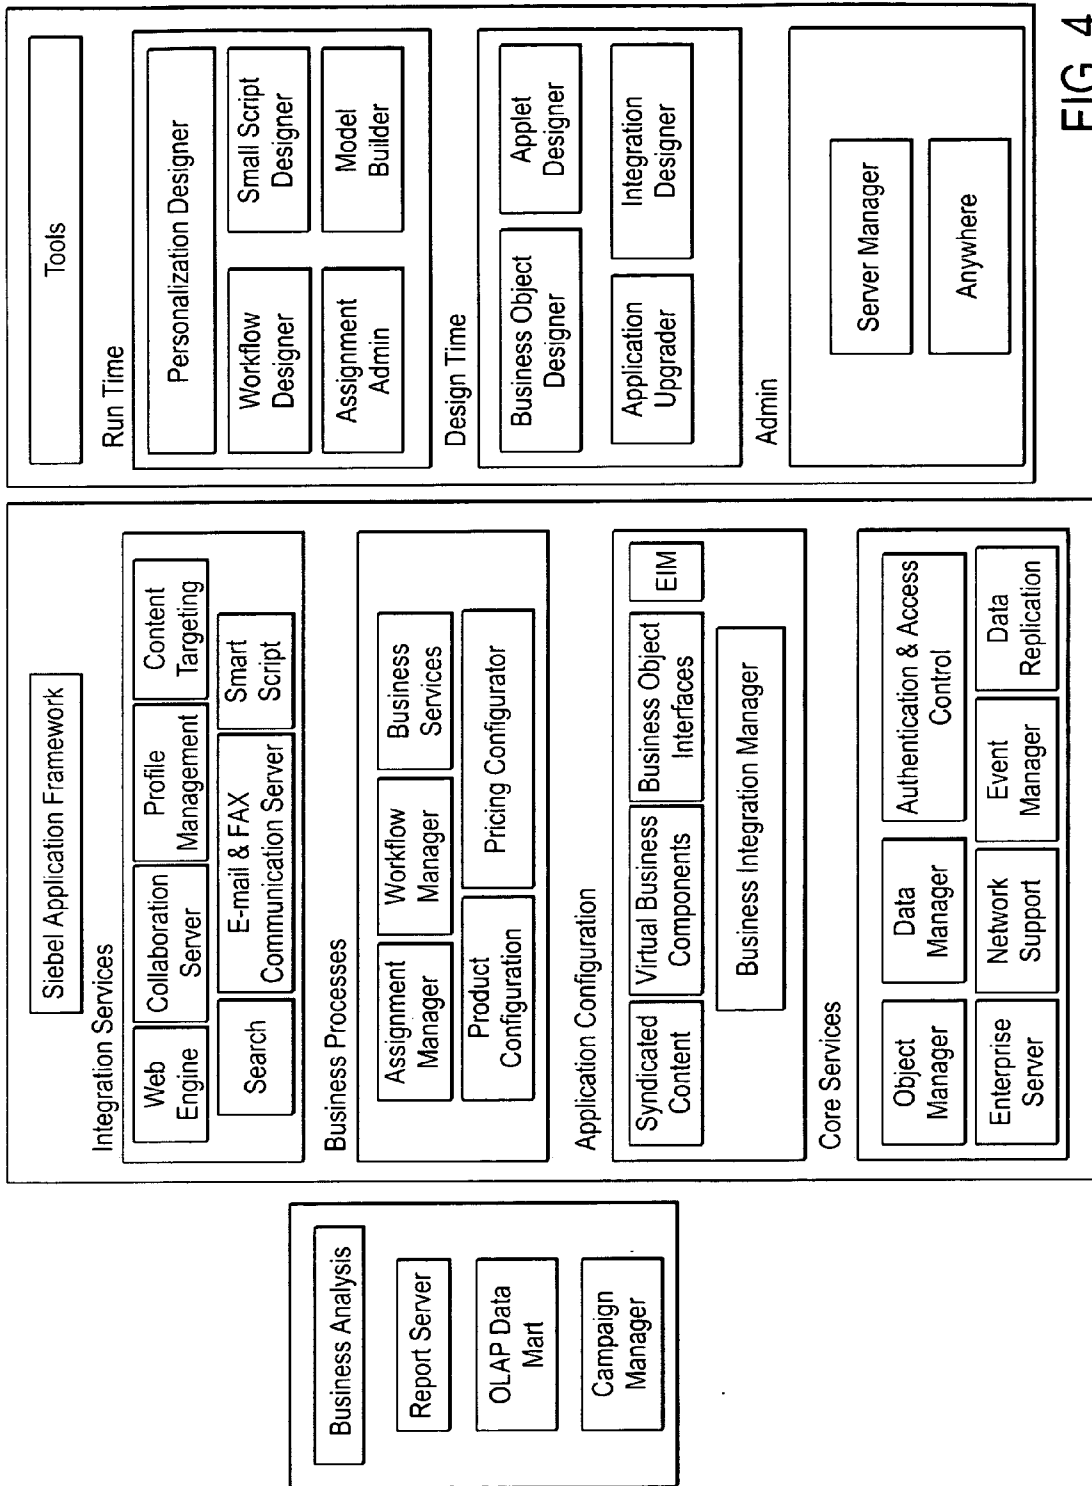 Business Analysis
Report Server
OLAP Data
Mart
Campaign
Manager
Siebel Application Framework
Integration Services
Web
Engine
Collaboration
Server
Profile
Management
Content
Targeting
Search
E-mail & FAX
Communication Server
Smart
Script
Business Processes
Assignment
Manager
Workflow
Manager
Business
Services
Product
Configuration
Pricing Configurator
Application Configuration
Syndicated
Content
Virtual Business
Components
Business Object
Interfaces
EIM
Business Integration Manager
Core Services
Object
Manager
Data
Manager
Authentication & Access
Control
Enterprise
Server
Network
Support
Event
Manager
Data
Replication
Tools
Run Time
Personalization Designer
Workflow
Designer
Small Script
Designer
Assignment
Admin
Model
Builder
Design Time
Business Object
Designer
Applet
Designer
Application
Upgrader
Integration
Designer
Admin
Server Manager
Anywhere
FIG. 4